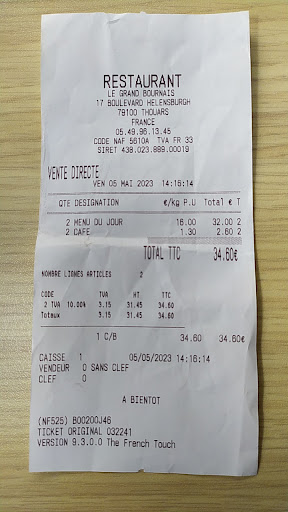 RESTAURANT
LE GRAND BOURNAIS
17 BOULEVARD HELENSBURGH
79100 THOUARS
FRANCE
05.49.96.13.45
CODE NAF 5610A TVA FR 33
SIRET 438.023.889.00019
VENTE DIRECTE
VEN 05 MAI 2023 14:16:14
QTE DESIGNATION €/kg P.U Total € T
2 MENU DU JOUR 16.00 32.00 2
2 CAFE 1.30 2.60 2
TOTAL TTC 34.60€
NOMBRE LIGNES ARTICLES 2
CODE TVA HT TTC
2 TVA 10.00% 3.15 31.45 34.60
Totaux 3.15 31.45 34.60
1 C/B 34.60 34.60€
CAISSE 1 05/05/2023 14:16:14
VENDEUR 0 SANS CLEF
CLEF 0
A BIENTOT
(NF525) B00200J46
TICKET ORIGINAL 032241
VERSION 9.3.0.0 The French Touch